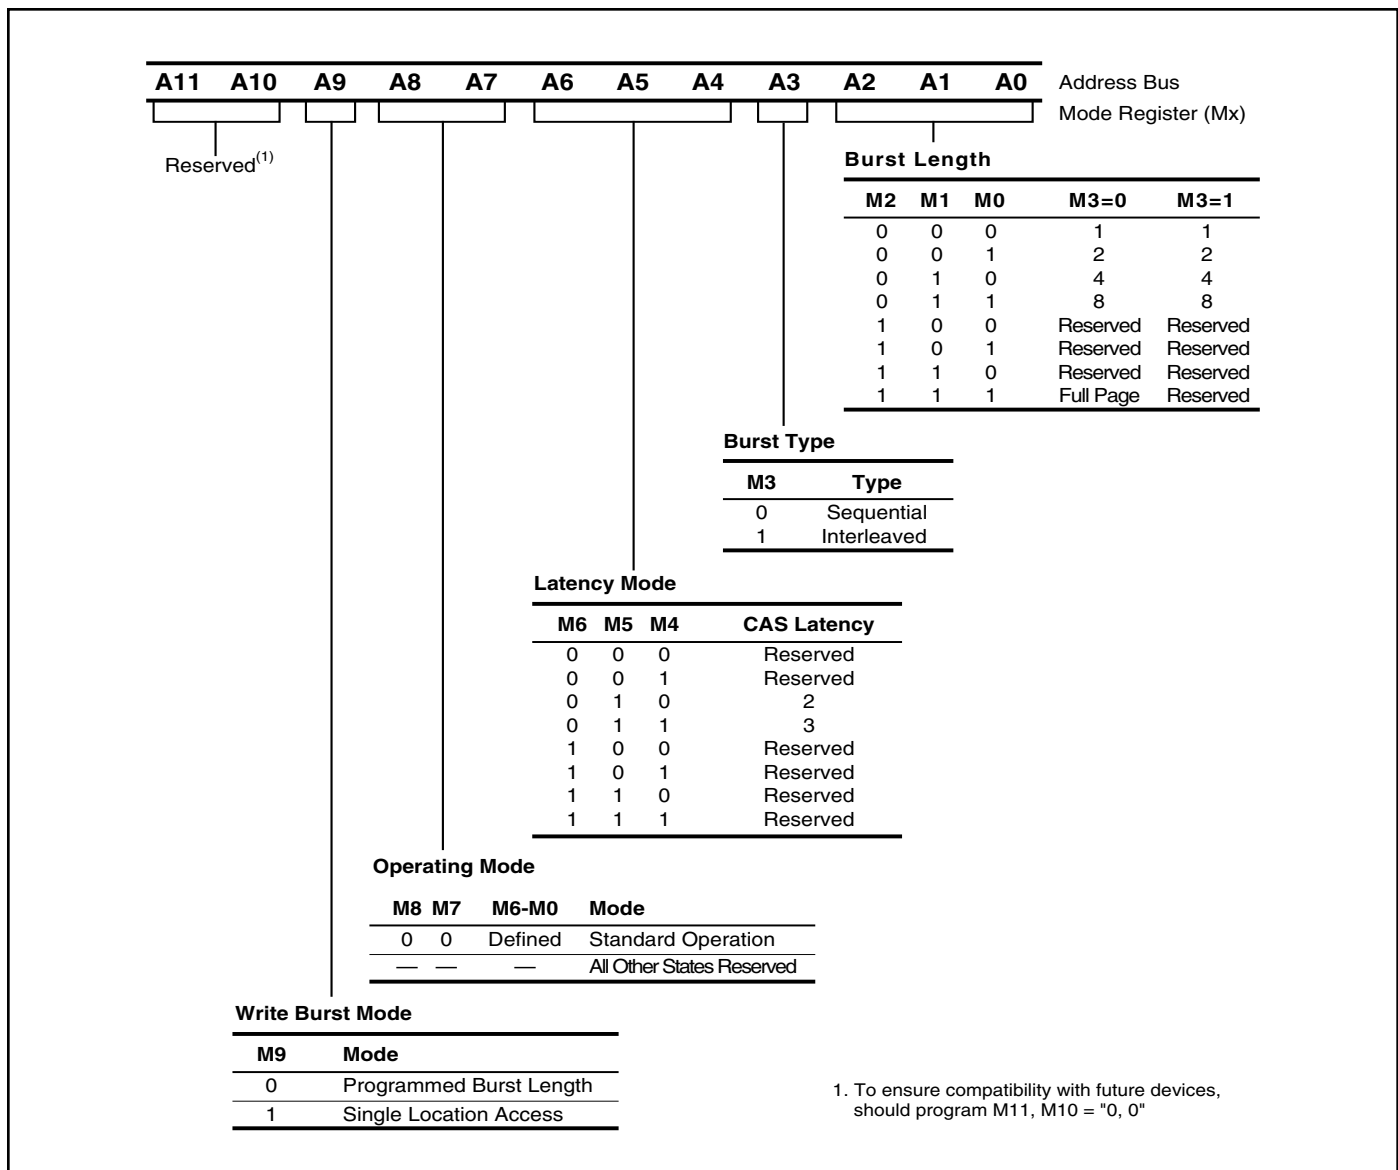 A11 A10 A9 A8 A7 A6 A5 A4 A3 A2 A1 A0 Address Bus
Mode Register (Mx)
Reserved(1)
Burst Length
M2 M1 M0 M3=0 M3=1
0 0 0 1 1
0 0 1 2 2
0 1 0 4 4
0 1 1 8 8
1 0 0 Reserved Reserved
1 0 1 Reserved Reserved
1 1 0 Reserved Reserved
1 1 1 Full Page Reserved
Burst Type
M3 Type
0 Sequential
1 Interleaved
Latency Mode
M6 M5 M4 CAS Latency
0 0 0 Reserved
0 0 1 Reserved
0 1 0 2
0 1 1 3
1 0 0 Reserved
1 0 1 Reserved
1 1 0 Reserved
1 1 1 Reserved
Operating Mode
M8 M7 M6-M0 Mode
0 0 Defined Standard Operation
— — — All Other States Reserved
Write Burst Mode
M9 Mode
0 Programmed Burst Length
1 Single Location Access
1. To ensure compatibility with future devices,
should program M11, M10 = "0, 0"